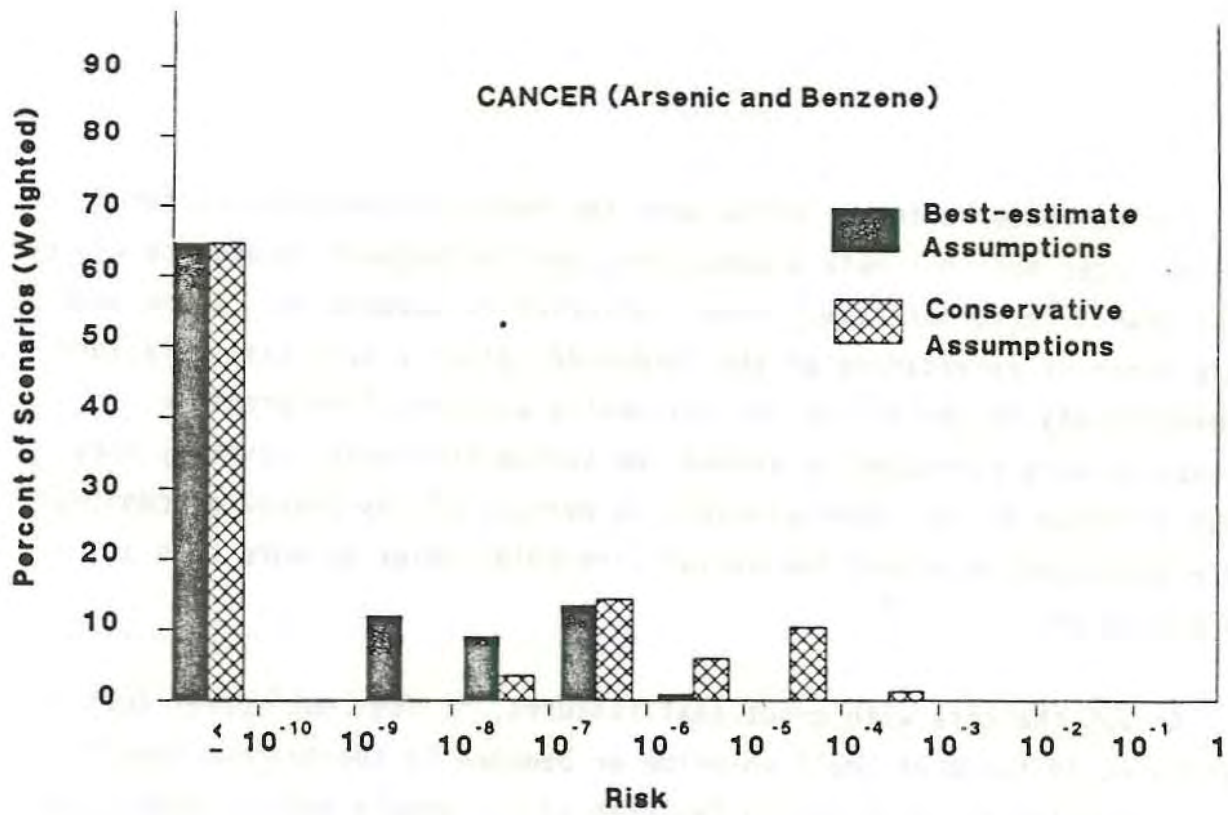 90
80
70
60
50
40
30
20
10
0
Percent of Scenarios (Weighted)
CANCER (Arsenic and Benzene)
Best-estimate
Assumptions
Conservative
Assumptions
≤ 10⁻¹⁰ 10⁻⁹ 10⁻⁸ 10⁻⁷ 10⁻⁶ 10⁻⁵ 10⁻⁴ 10⁻³ 10⁻² 10⁻¹ 1
Risk